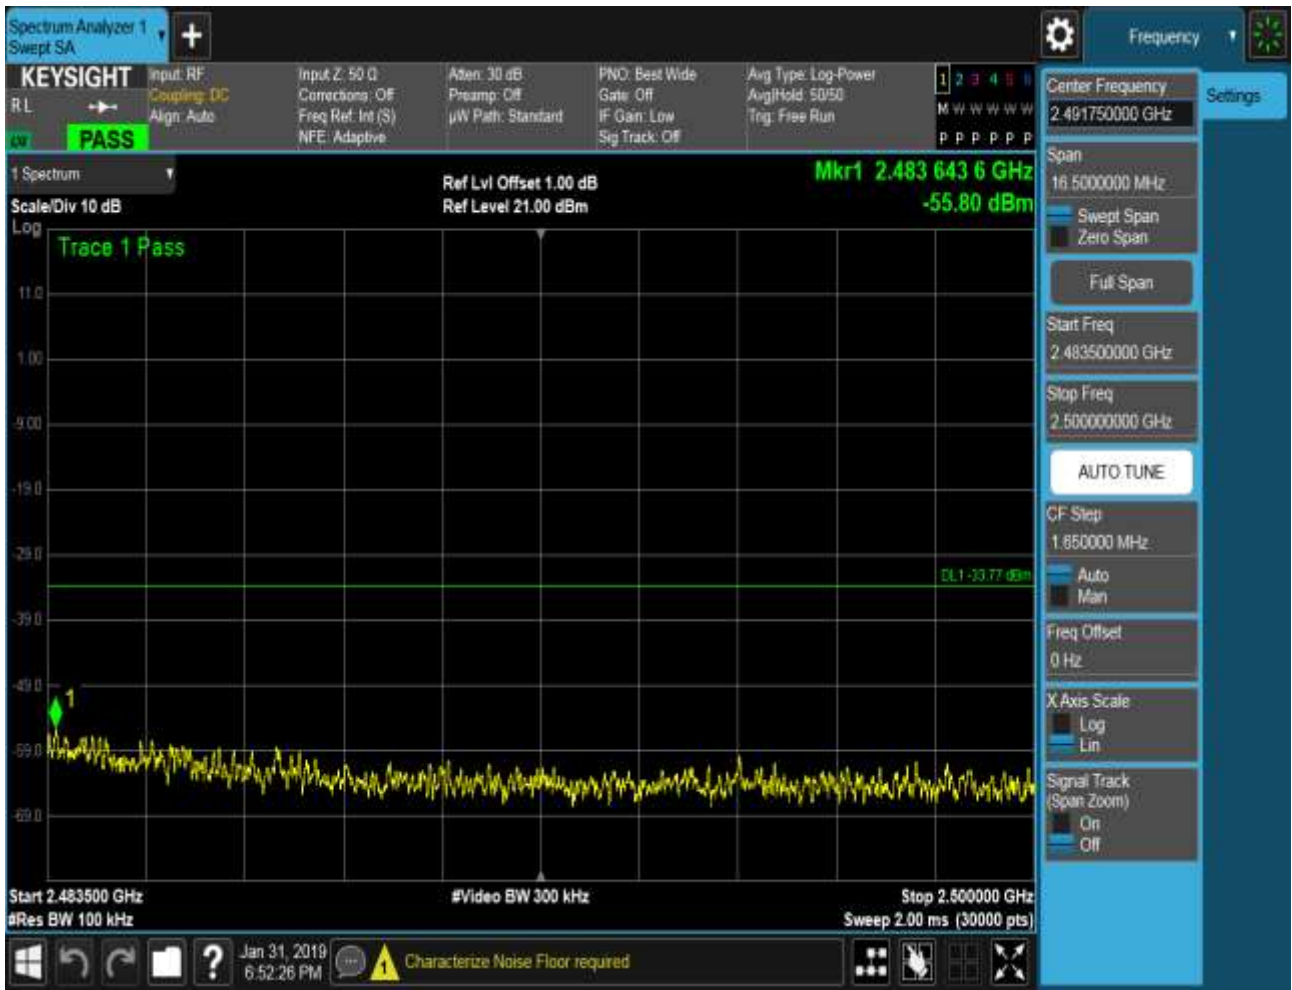 Spectrum Analyzer 1
Swept SA
Frequency
KEYSIGHT
Input: RF
Coupling: DC
Align: Auto
Input Z: 50 Ω
Corrections: Off
Freq Ref: Int (S)
NFE: Adaptive
Atten: 30 dB
Preamp: Off
µW Path: Standard
PNO: Best Wide
Gate: Off
IF Gain: Low
Sig Track: Off
Avg Type: Log-Power
Avg|Hold: 50/50
Trig: Free Run
1 2 3 4 5 6
M W W W W W
P P P P P P
R L
PASS
1 Spectrum
Scale/Div 10 dB
Ref Lvl Offset 1.00 dB
Ref Level 21.00 dBm
Mkr1 2.483 643 6 GHz
-55.80 dBm
Log
Trace 1 Pass
11.0
1.00
-9.00
-19.0
-29.0
DL1 -33.77 dBm
-39.0
-49.0
1
-59.0
-69.0
Start 2.483500 GHz
#Video BW 300 kHz
Stop 2.500000 GHz
#Res BW 100 kHz
Sweep 2.00 ms (30000 pts)
Center Frequency
2.491750000 GHz
Settings
Span
16.5000000 MHz
Swept Span
Zero Span
Full Span
Start Freq
2.483500000 GHz
Stop Freq
2.500000000 GHz
AUTO TUNE
CF Step
1.650000 MHz
Auto
Man
Freq Offset
0 Hz
X Axis Scale
Log
Lin
Signal Track
(Span Zoom)
On
Off
?
Jan 31, 2019
6:52:26 PM
1
Characterize Noise Floor required